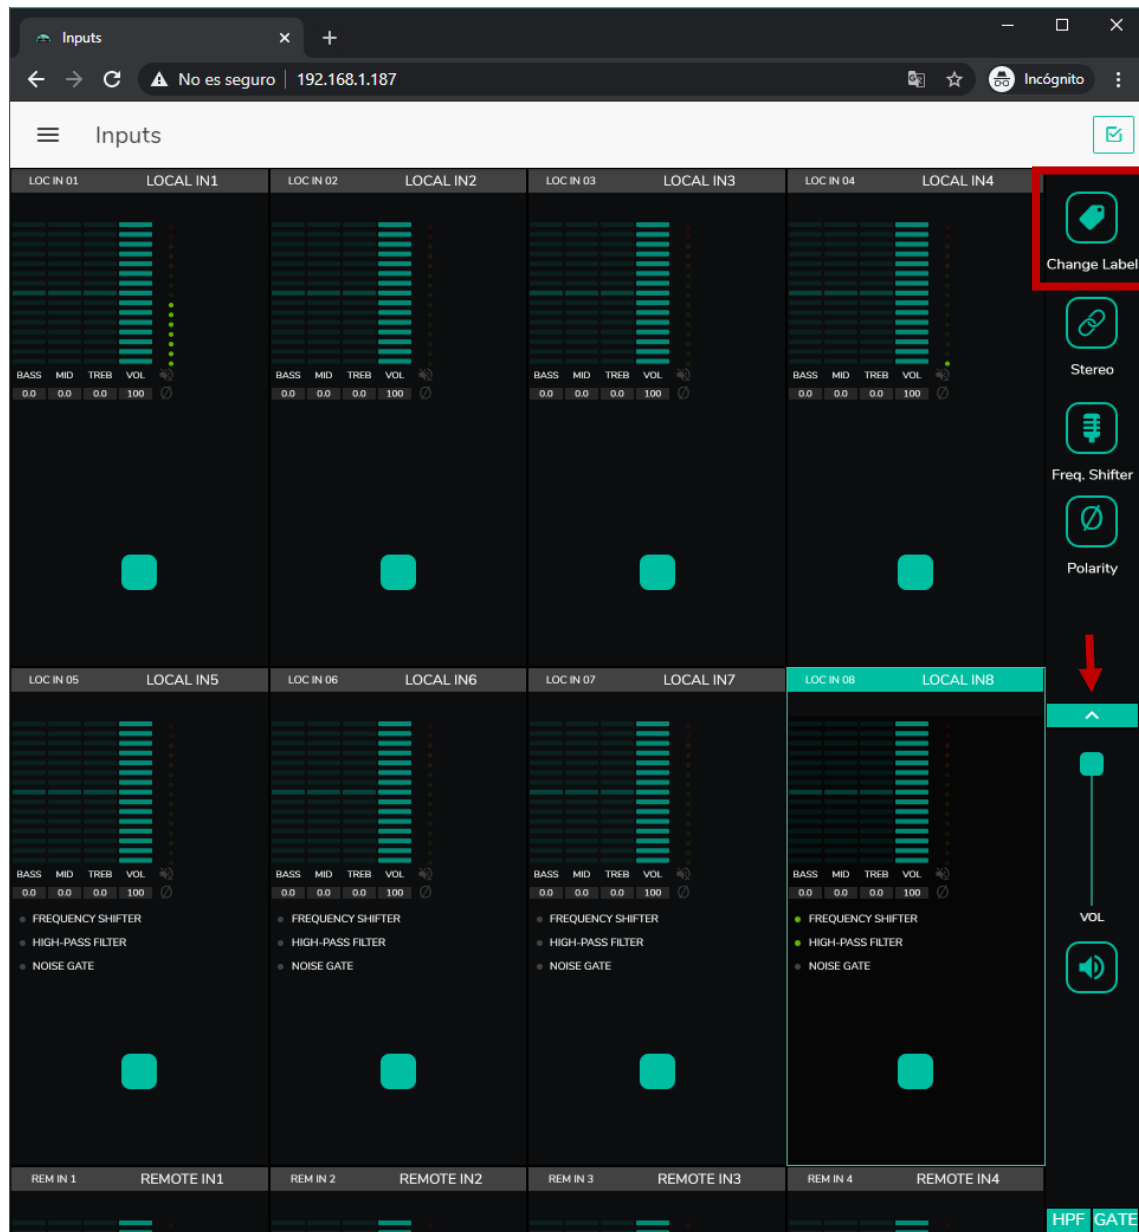 Inputs
No es seguro 192.168.1.187 Incógnito
Inputs
LOC IN 01 LOCAL IN1 LOC IN 02 LOCAL IN2 LOC IN 03 LOCAL IN3 LOC IN 04 LOCAL IN4
Change Label
Stereo
BASS MID TREB VOL BASS MID TREB VOL BASS MID TREB VOL BASS MID TREB VOL
0.0 0.0 0.0 100 0.0 0.0 0.0 100 0.0 0.0 0.0 100 0.0 0.0 0.0 100
Freq. Shifter
Polarity
LOC IN 05 LOCAL IN5 LOC IN 06 LOCAL IN6 LOC IN 07 LOCAL IN7 LOC IN 08 LOCAL IN8
BASS MID TREB VOL BASS MID TREB VOL BASS MID TREB VOL BASS MID TREB VOL
0.0 0.0 0.0 100 0.0 0.0 0.0 100 0.0 0.0 0.0 100 0.0 0.0 0.0 100
FREQUENCY SHIFTER FREQUENCY SHIFTER FREQUENCY SHIFTER FREQUENCY SHIFTER VOL
HIGH-PASS FILTER HIGH-PASS FILTER HIGH-PASS FILTER HIGH-PASS FILTER
NOISE GATE NOISE GATE NOISE GATE NOISE GATE
REM IN 1 REMOTE IN1 REM IN 2 REMOTE IN2 REM IN 3 REMOTE IN3 REM IN 4 REMOTE IN4
HPF GATE